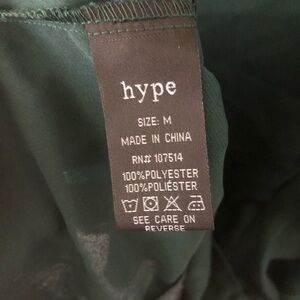 hype
SIZE: M
MADE IN CHINA
RN# 107514
100%POLYESTER
100%POLIÉSTER
SEE CARE ON
REVERSE